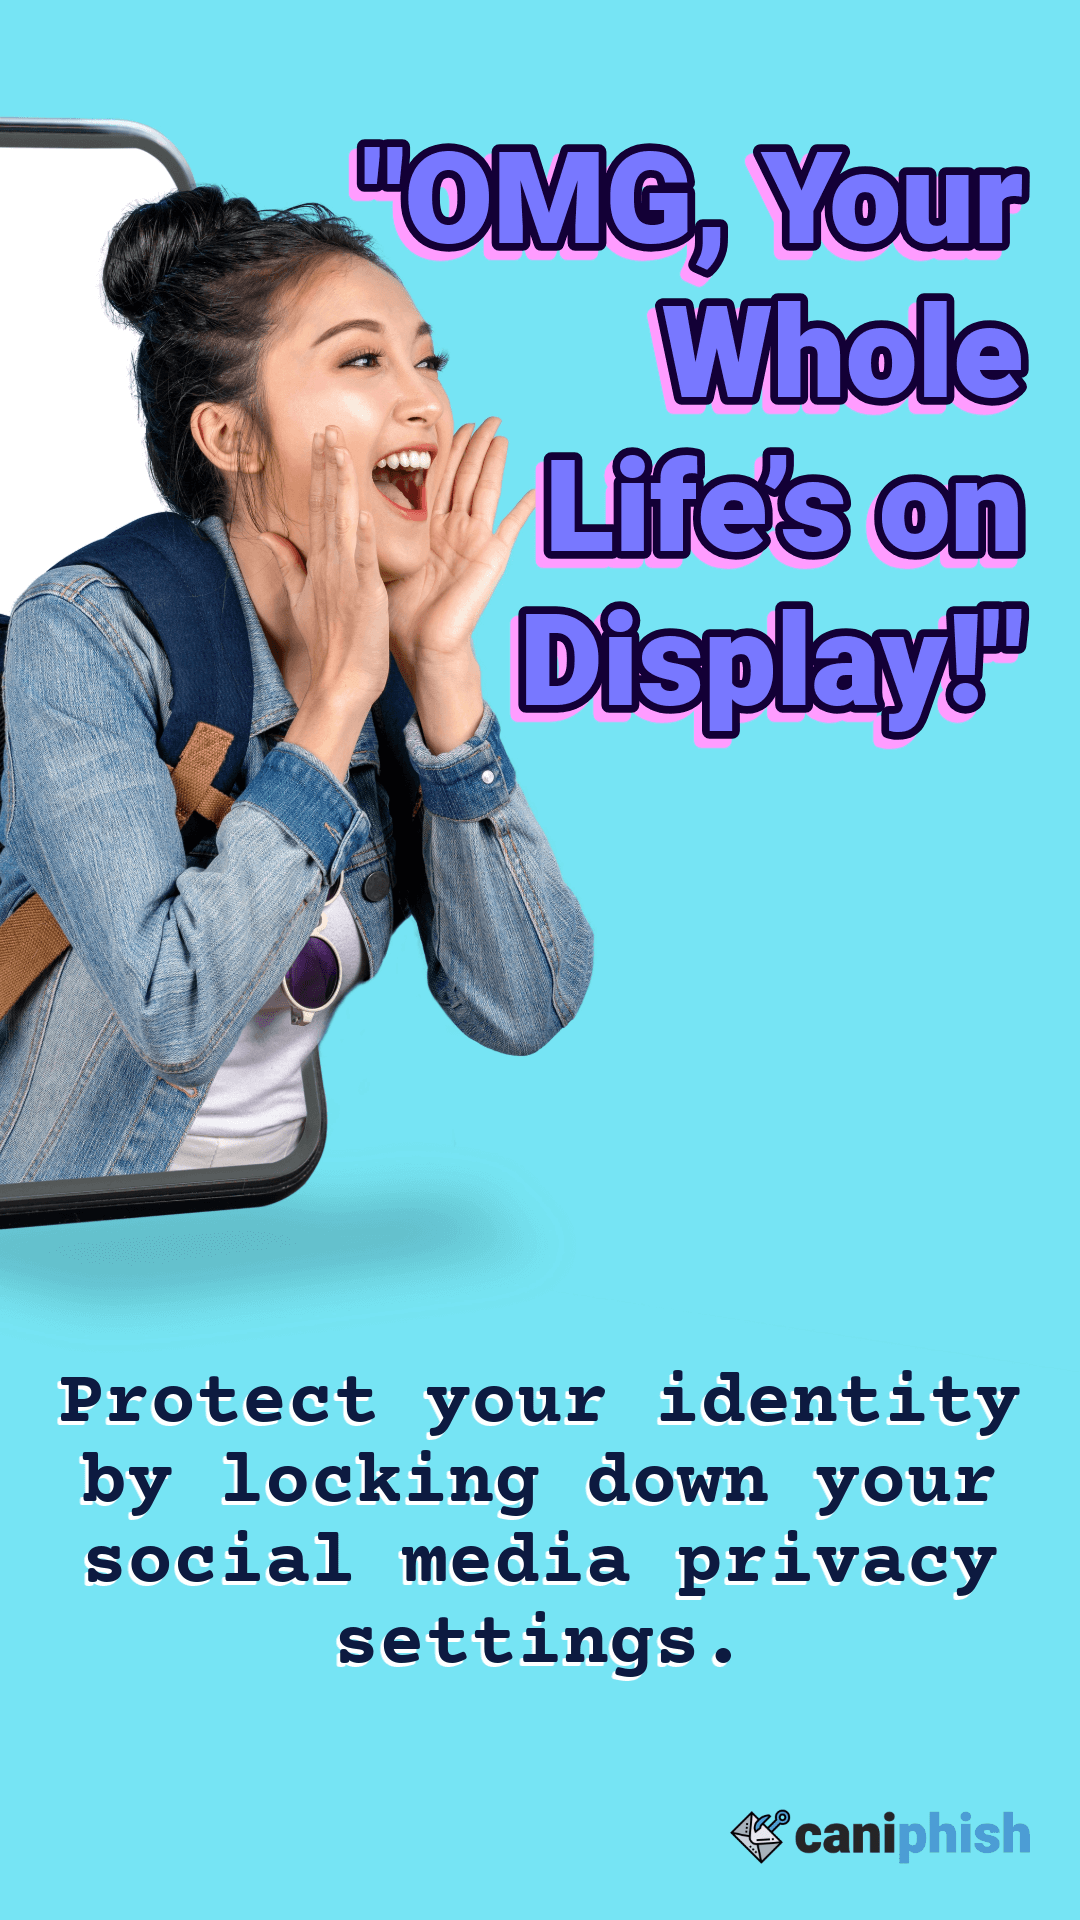 "OMG, Your
Whole
Life’s on
Display!"
Protect your identity
by locking down your
social media privacy
settings.
caniphish